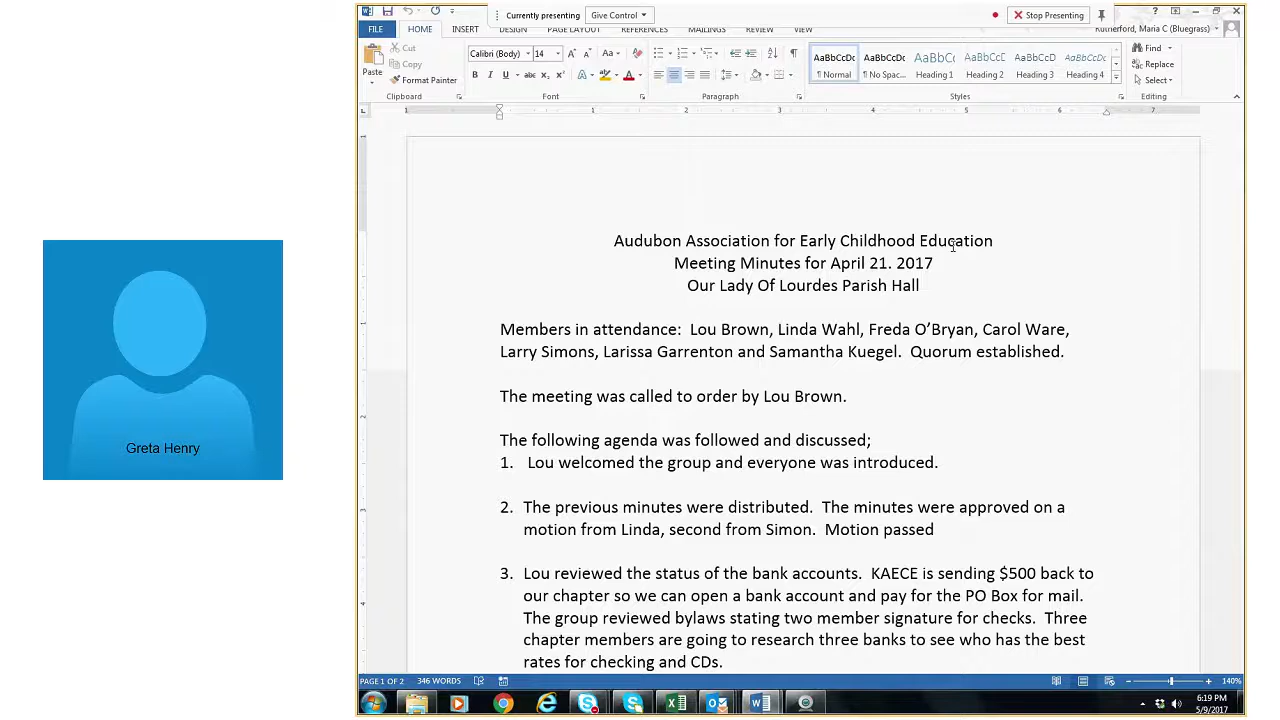 Currently presenting
Give Control
Stop Presenting
FILE
HOME
INSERT
DESIGN
PAGE LAYOUT
REFERENCES
MAILINGS
REVIEW
VIEW
Rutherford, Maria C (Bluegrass)
Paste
Cut
Copy
Format Painter
Clipboard
Calibri (Body)
14
Font
Paragraph
AaBbCcDc
¶ Normal
AaBbCcDc
¶ No Spac...
AaBbC
Heading 1
AaBbCcC
Heading 2
AaBbCcDc
Heading 3
AaBbCcDc
Heading 4
Styles
Find
Replace
Select
Editing
Audubon Association for Early Childhood Education
Meeting Minutes for April 21. 2017
Our Lady Of Lourdes Parish Hall
Members in attendance: Lou Brown, Linda Wahl, Freda O’Bryan, Carol Ware,
Larry Simons, Larissa Garrenton and Samantha Kuegel. Quorum established.
The meeting was called to order by Lou Brown.
The following agenda was followed and discussed;
1. Lou welcomed the group and everyone was introduced.
2. The previous minutes were distributed. The minutes were approved on a
motion from Linda, second from Simon. Motion passed
3. Lou reviewed the status of the bank accounts. KAECE is sending $500 back to
our chapter so we can open a bank account and pay for the PO Box for mail.
The group reviewed bylaws stating two member signature for checks. Three
chapter members are going to research three banks to see who has the best
rates for checking and CDs.
Greta Henry
PAGE 1 OF 2
346 WORDS
140%
6:19 PM
5/9/2017